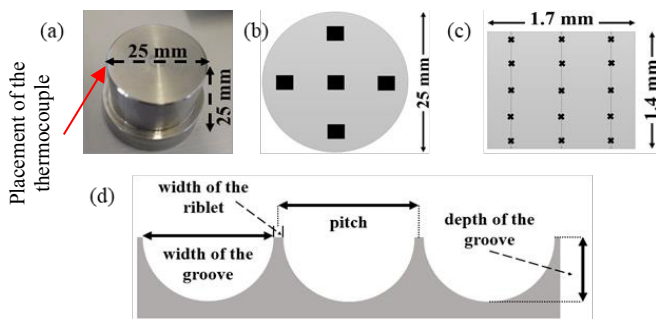 Placement of the
thermocouple
(a)
25 mm
25 mm
(b)
25 mm
(c)
1.7 mm
1.4 mm
(d)
width of the
riblet
pitch
depth of the
groove
width of the
groove